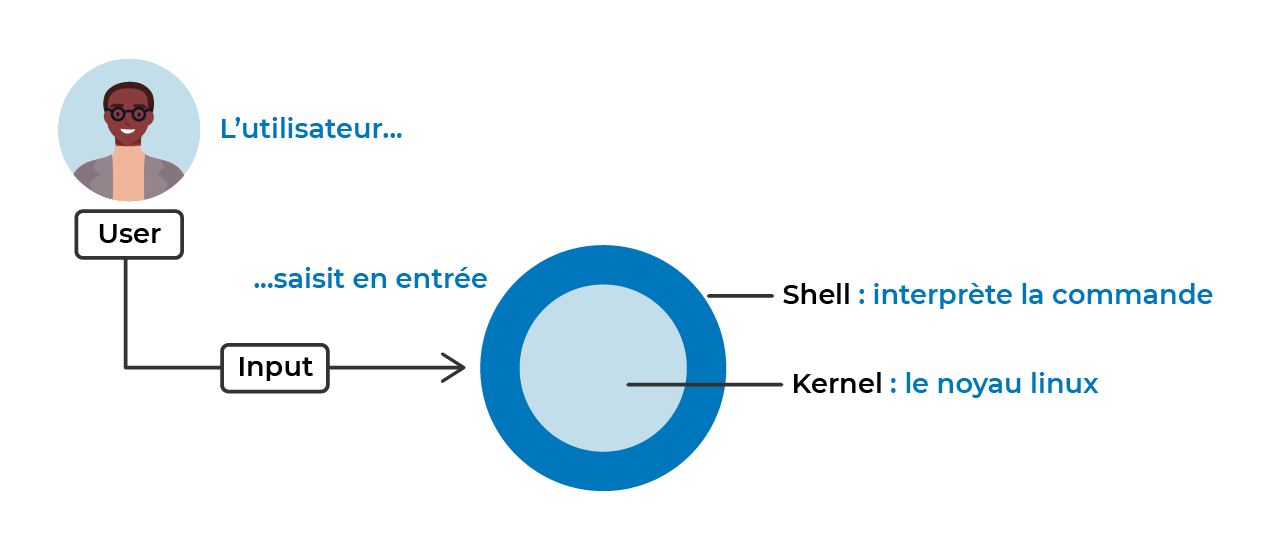 L’utilisateur...
User
...saisit en entrée
Input
Shell : interprète la commande
Kernel : le noyau linux